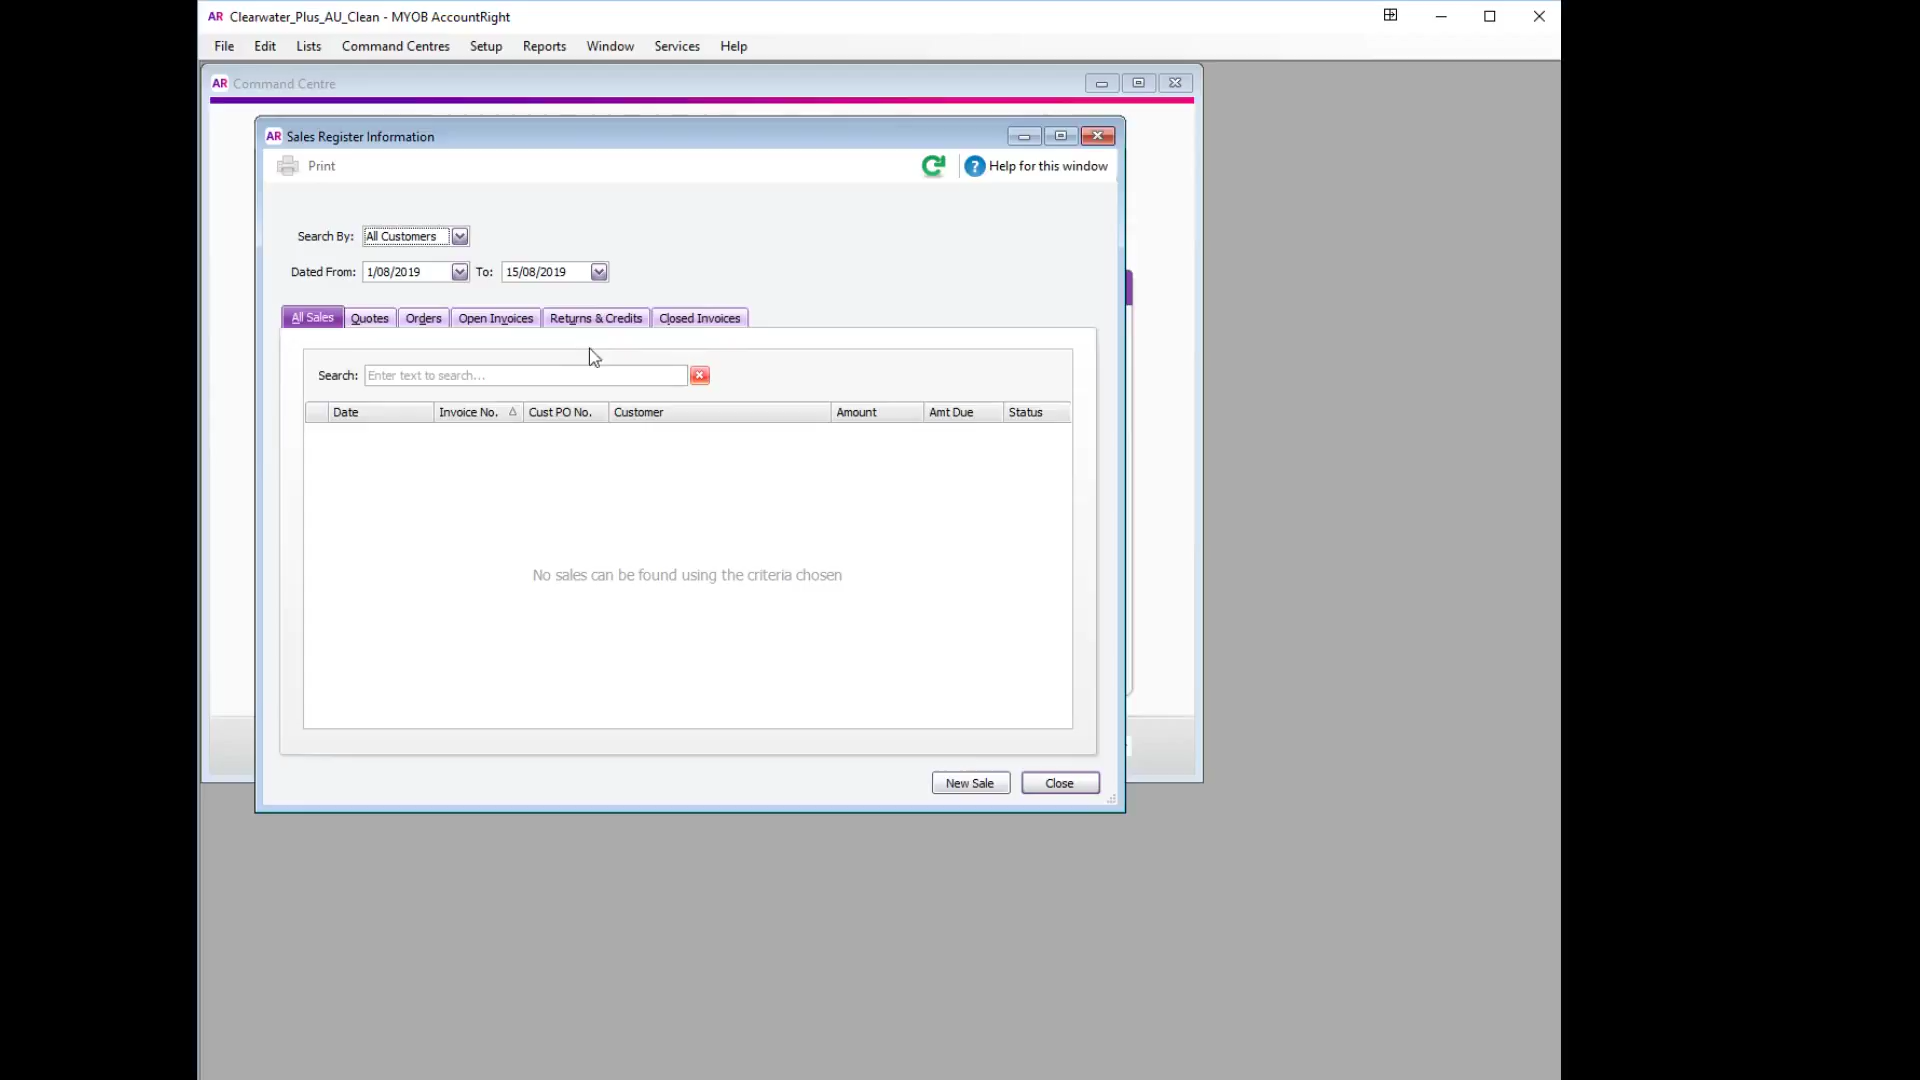 AR Clearwater_Plus_AU_Clean - MYOB AccountRight
File Edit Lists Command Centres Setup Reports Window Services Help
AR Command Centre
AR Sales Register Information
Print ? Help for this window
Search By: All Customers
Dated From: 1/08/2019 To: 15/08/2019
All Sales Quotes Orders Open Invoices Returns & Credits Closed Invoices
Search: Enter text to search...
Date Invoice No. Cust PO No. Customer Amount Amt Due Status
No sales can be found using the criteria chosen
New Sale Close